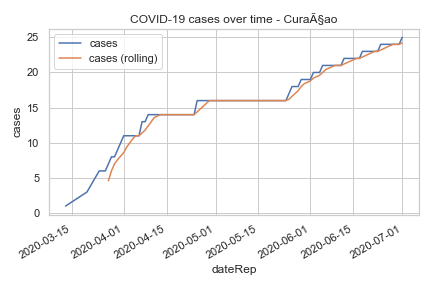 COVID-19 cases over time - CuraÃ§ao
cases
cases (rolling)
25
20
15
10
5
0
cases
2020-03-15
2020-04-01
2020-04-15
2020-05-01
2020-05-15
2020-06-01
2020-06-15
2020-07-01
dateRep